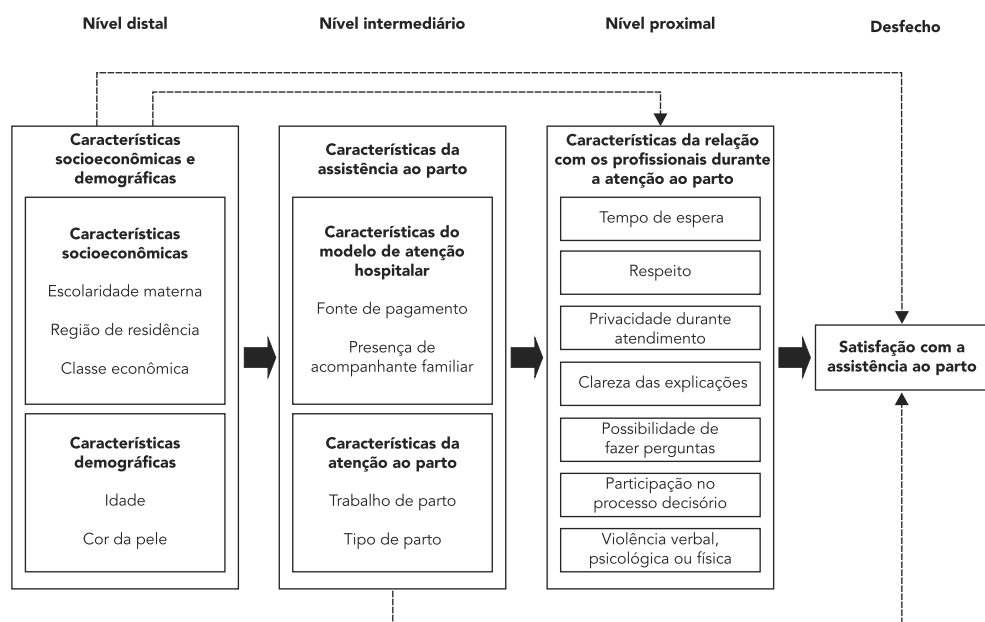 Nível distal
Nível intermediário
Nível proximal
Desfecho
Características
socioeconômicas e
demográficas
Características
socioeconômicas
Escolaridade materna
Região de residência
Classe econômica
Características
demográficas
Idade
Cor da pele
Características da
assistência ao parto
Características do
modelo de atenção
hospitalar
Fonte de pagamento
Presença de
acompanhante familiar
Características da
atenção ao parto
Trabalho de parto
Tipo de parto
Características da relação
com os profissionais durante
a atenção ao parto
Tempo de espera
Respeito
Privacidade durante
atendimento
Clareza das explicações
Possibilidade de
fazer perguntas
Participação no
processo decisório
Violência verbal,
psicológica ou física
Satisfação com a
assistência ao parto